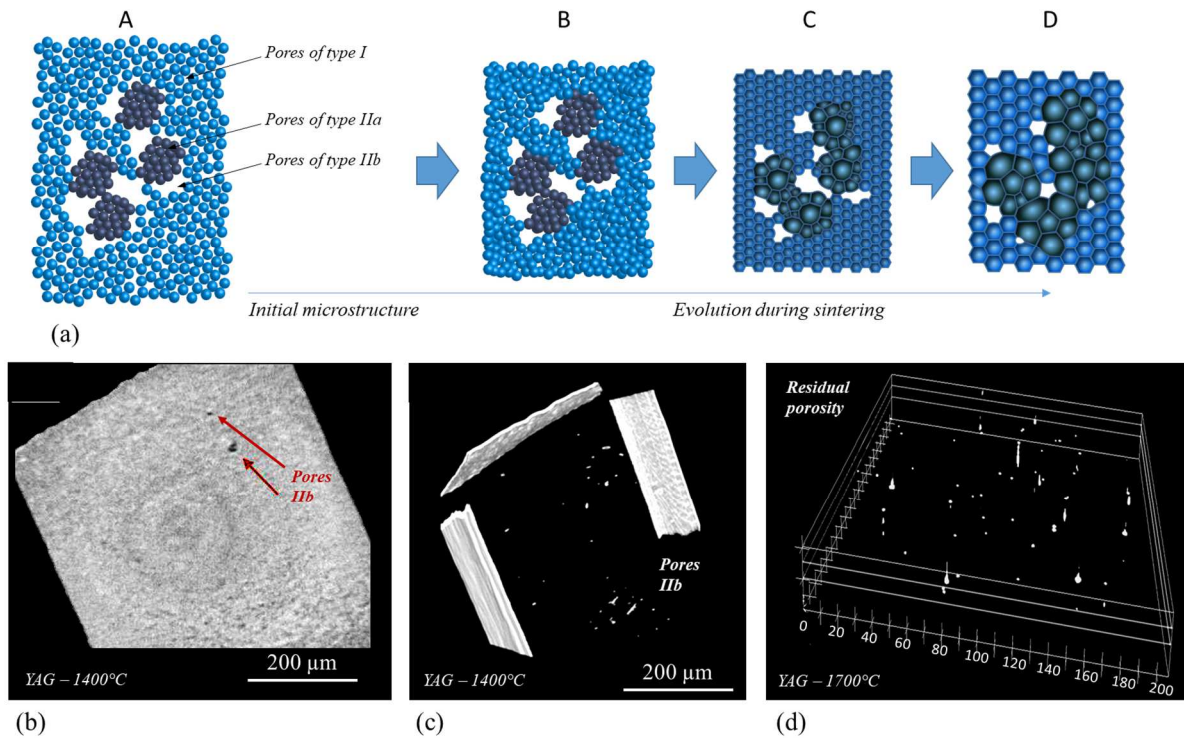 A
B
C
D
Pores of type I
Pores of type IIa
Pores of type IIb
Initial microstructure
Evolution during sintering
(a)
Pores
IIb
200 µm
YAG – 1400°C
(b)
Pores
IIb
200 µm
YAG – 1400°C
(c)
Residual
porosity
0 20 40 60 80 100 120 140 160 180 200
YAG – 1700°C
(d)